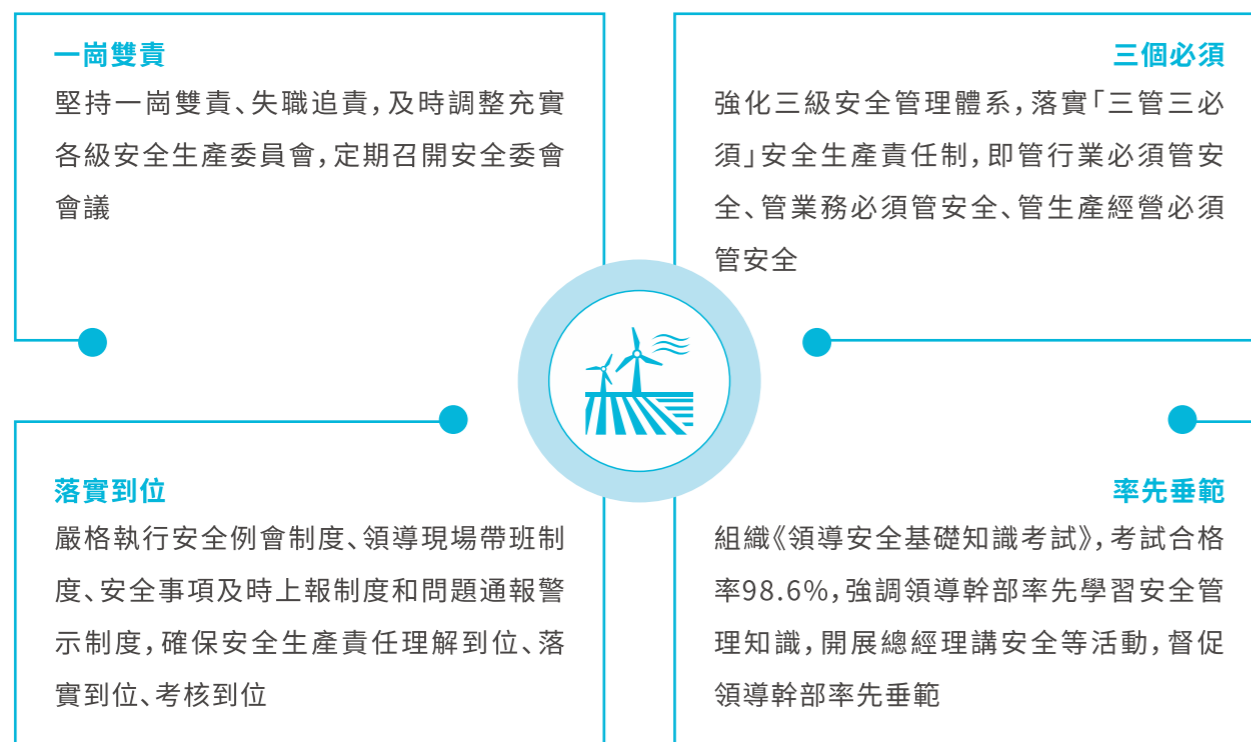 一崗雙責
堅持一崗雙責、失職追責，及時調整充實
各級安全生產委員會，定期召開安全委會
會議
三個必須
強化三級安全管理體系，落實「三管三必
須」安全生產責任制，即管行業必須管安
全、管業務必須管安全、管生產經營必須
管安全
落實到位
嚴格執行安全例會制度、領導現場帶班制
度、安全事項及時上報制度和問題通報警
示制度，確保安全生產責任理解到位、落
實到位、考核到位
率先垂範
組織《領導安全基礎知識考試》，考試合格
率98.6%，強調領導幹部率先學習安全管
理知識，開展總經理講安全等活動，督促
領導幹部率先垂範